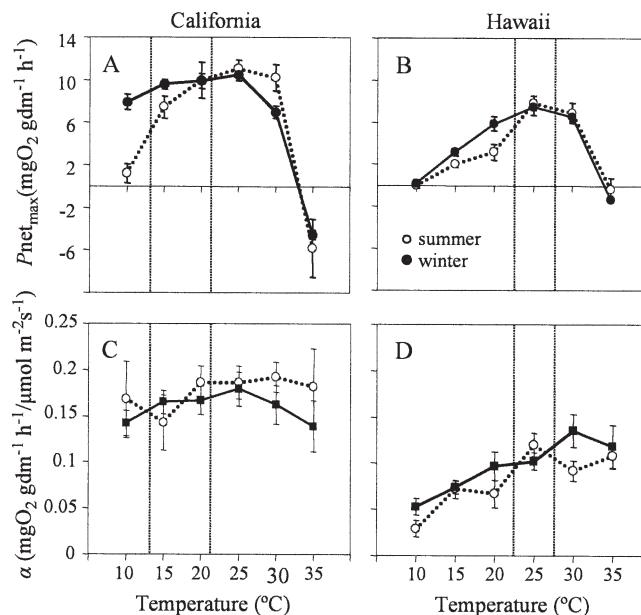 California
Hawaii
A
B
14
10
6
2
-2
-6
Pnetmax(mgO2 gdm-1 h-1)
summer
winter
C
D
0.25
0.2
0.15
0.1
0.05
0
α (mgO2 gdm-1 h-1/μmol m-2s-1)
10 15 20 25 30 35
10 15 20 25 30 35
Temperature (ºC)
Temperature (ºC)